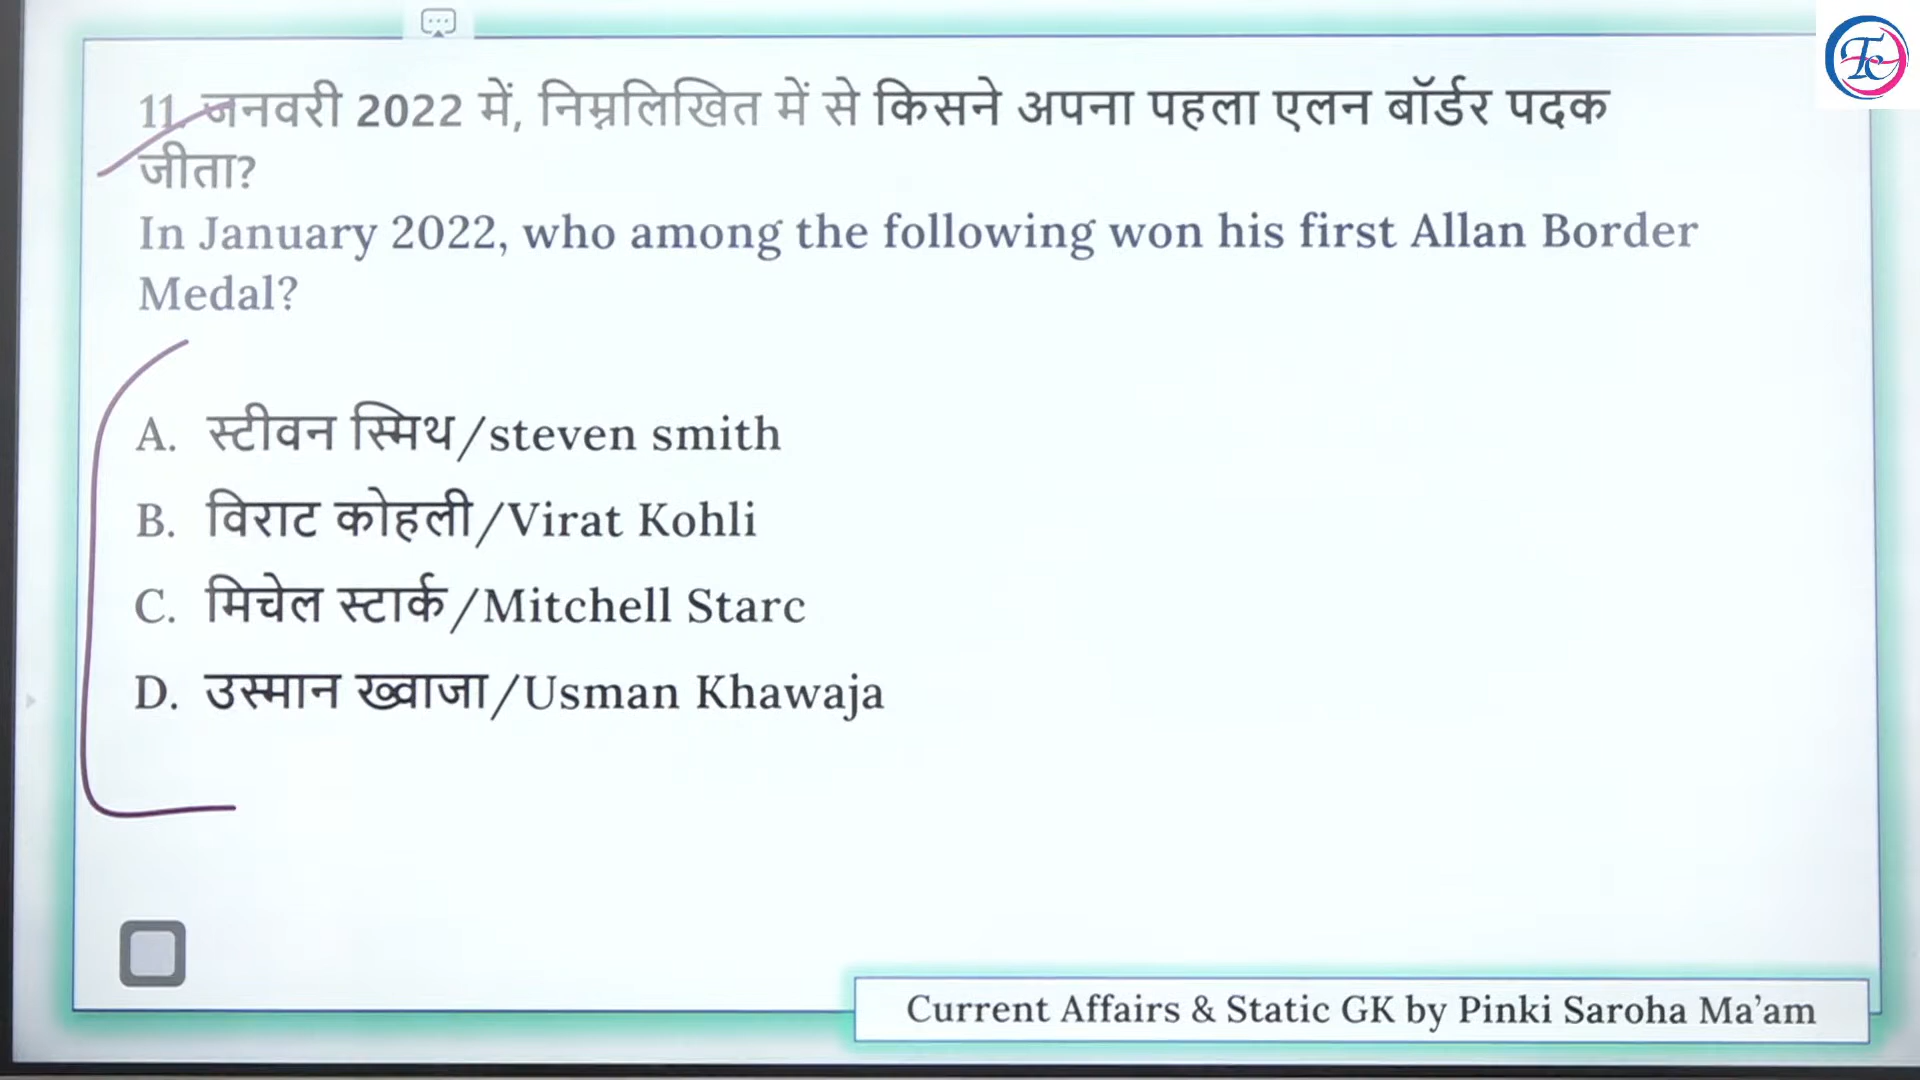 11. जनवरी 2022 में, निम्नलिखित में से किसने अपना पहला एलन बॉर्डर पदक
जीता?
In January 2022, who among the following won his first Allan Border
Medal?
A. स्टीवन स्मिथ/steven smith
B. विराट कोहली/Virat Kohli
C. मिचेल स्टार्क/Mitchell Starc
D. उस्मान ख्वाजा/Usman Khawaja
Current Affairs & Static GK by Pinki Saroha Ma’am